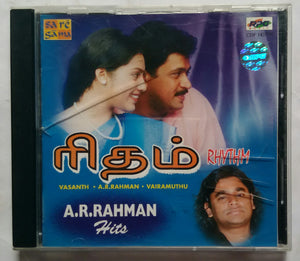 sa re
ga ma
ரிதம்
RHYTHM
VASANTH • A.R.RAHMAN • VAIRAMUTHU
A.R.RAHMAN
Hits